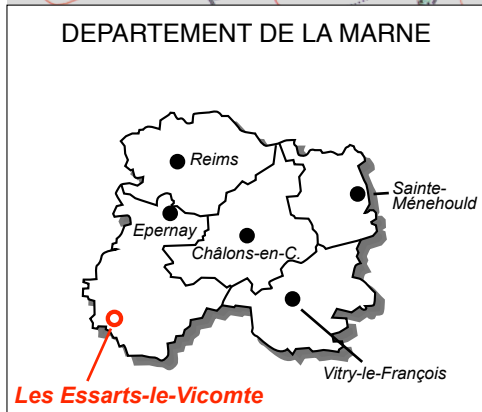 DEPARTEMENT DE LA MARNE
Reims
Sainte-
Ménehould
Epernay
Châlons-en-C.
Vitry-le-François
Les Essarts-le-Vicomte